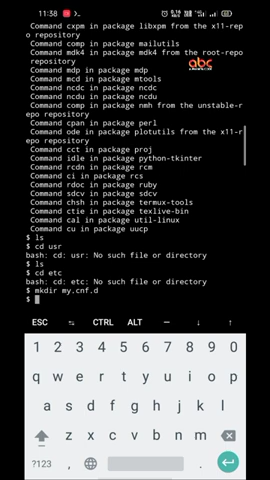 11:38
0.16
abc
Command cxpm in package libxpm from the x11-rep
o repository
Command comp in package mailutils
Command mdk4 in package mdk4 from the root-repo
repository
Command mdp in package mdp
Command mcd in package mtools
Command ncdc in package ncdc
Command ncdu in package ncdu
Command comp in package nmh from the unstable-r
epo repository
Command cpan in package perl
Command ode in package plotutils from the x11-r
epo repository
Command cct in package proj
Command idle in package python-tkinter
Command rcdn in package rcm
Command ci in package rcs
Command rdoc in package ruby
Command sdcv in package sdcv
Command chsh in package termux-tools
Command ctie in package texlive-bin
Command cal in package util-linux
Command cu in package uucp
$ ls
$ cd usr
bash: cd: usr: No such file or directory
$ ls
$ cd etc
bash: cd: etc: No such file or directory
$ mkdir my.cnf.d
$
ESC ⇆ CTRL ALT — ↓ ↑
1 2 3 4 5 6 7 8 9 0
q w e r t y u i o p
a s d f g h j k l
z x c v b n m
?123 , .